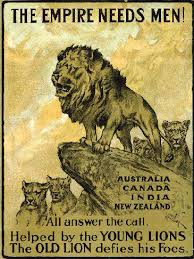 THE EMPIRE NEEDS MEN!
AUSTRALIA
CANADA
INDIA
NEW ZEALAND
All answer the call.
Helped by the YOUNG LIONS
The OLD LION defies his Foes.